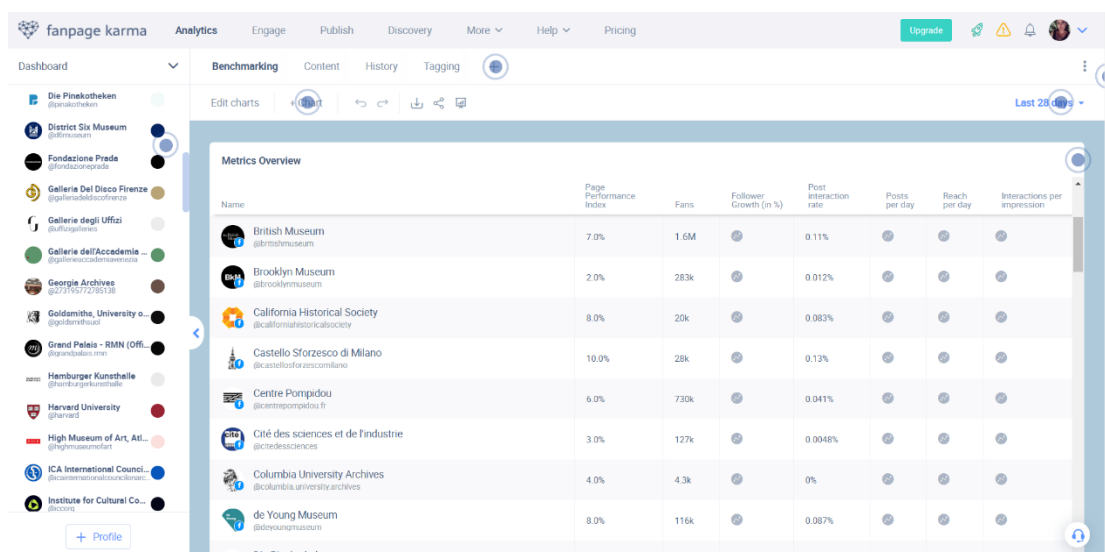 fanpage karma Analytics Engage Publish Discovery More Help Pricing Upgrade
Dashboard Benchmarking Content History Tagging
Edit charts + Chart Last 28 days
Die Pinakotheken
@pinakotheken
District Six Museum
@d6museum
Fondazione Prada
@fondazioneprada
Galleria Del Disco Firenze
@galleriadeldiscofirenze
Gallerie degli Uffizi
@uffizigalleries
Gallerie dell'Accademia ...
@gallerieaccademiavenezia
Georgia Archives
@273195772785138
Goldsmiths, University o...
@goldsmithsuol
Grand Palais - RMN (Offi...
@grandpalais.rmn
Hamburger Kunsthalle
@hamburgerkunsthalle
Harvard University
@harvard
High Museum of Art, Atl...
@highmuseumofart
ICA International Counci...
@icainternationalcouncilonarc...
Institute for Cultural Co...
@iccorg
+ Profile
Metrics Overview
Name Page Performance Index Fans Follower Growth (in %) Post interaction rate Posts per day Reach per day Interactions per impression
British Museum 7.0% 1.6M 0.11%
@britishmuseum
Brooklyn Museum 2.0% 283k 0.012%
@brooklynmuseum
California Historical Society 8.0% 20k 0.083%
@californiahistoricalsociety
Castello Sforzesco di Milano 10.0% 28k 0.13%
@castellosforzescomilano
Centre Pompidou 6.0% 730k 0.041%
@centrepompidou.fr
Cité des sciences et de l'industrie 3.0% 127k 0.0048%
@citedessciences
Columbia University Archives 4.0% 4.3k 0%
@columbia.university.archives
de Young Museum 8.0% 116k 0.087%
@deyoungmuseum